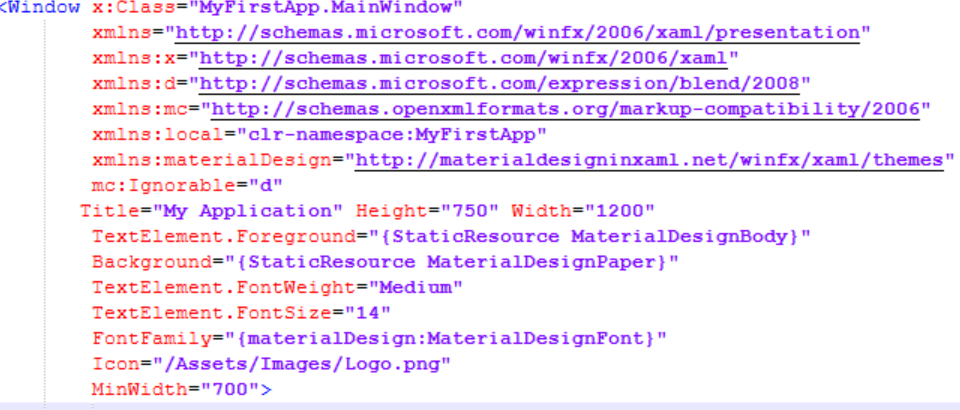 <Window x:Class="MyFirstApp.MainWindow"
xmlns="http://schemas.microsoft.com/winfx/2006/xaml/presentation"
xmlns:x="http://schemas.microsoft.com/winfx/2006/xaml"
xmlns:d="http://schemas.microsoft.com/expression/blend/2008"
xmlns:mc="http://schemas.openxmlformats.org/markup-compatibility/2006"
xmlns:local="clr-namespace:MyFirstApp"
xmlns:materialDesign="http://materialdesigninxaml.net/winfx/xaml/themes"
mc:Ignorable="d"
Title="My Application" Height="750" Width="1200"
TextElement.Foreground="{StaticResource MaterialDesignBody}"
Background="{StaticResource MaterialDesignPaper}"
TextElement.FontWeight="Medium"
TextElement.FontSize="14"
FontFamily="{materialDesign:MaterialDesignFont}"
Icon="/Assets/Images/Logo.png"
MinWidth="700">